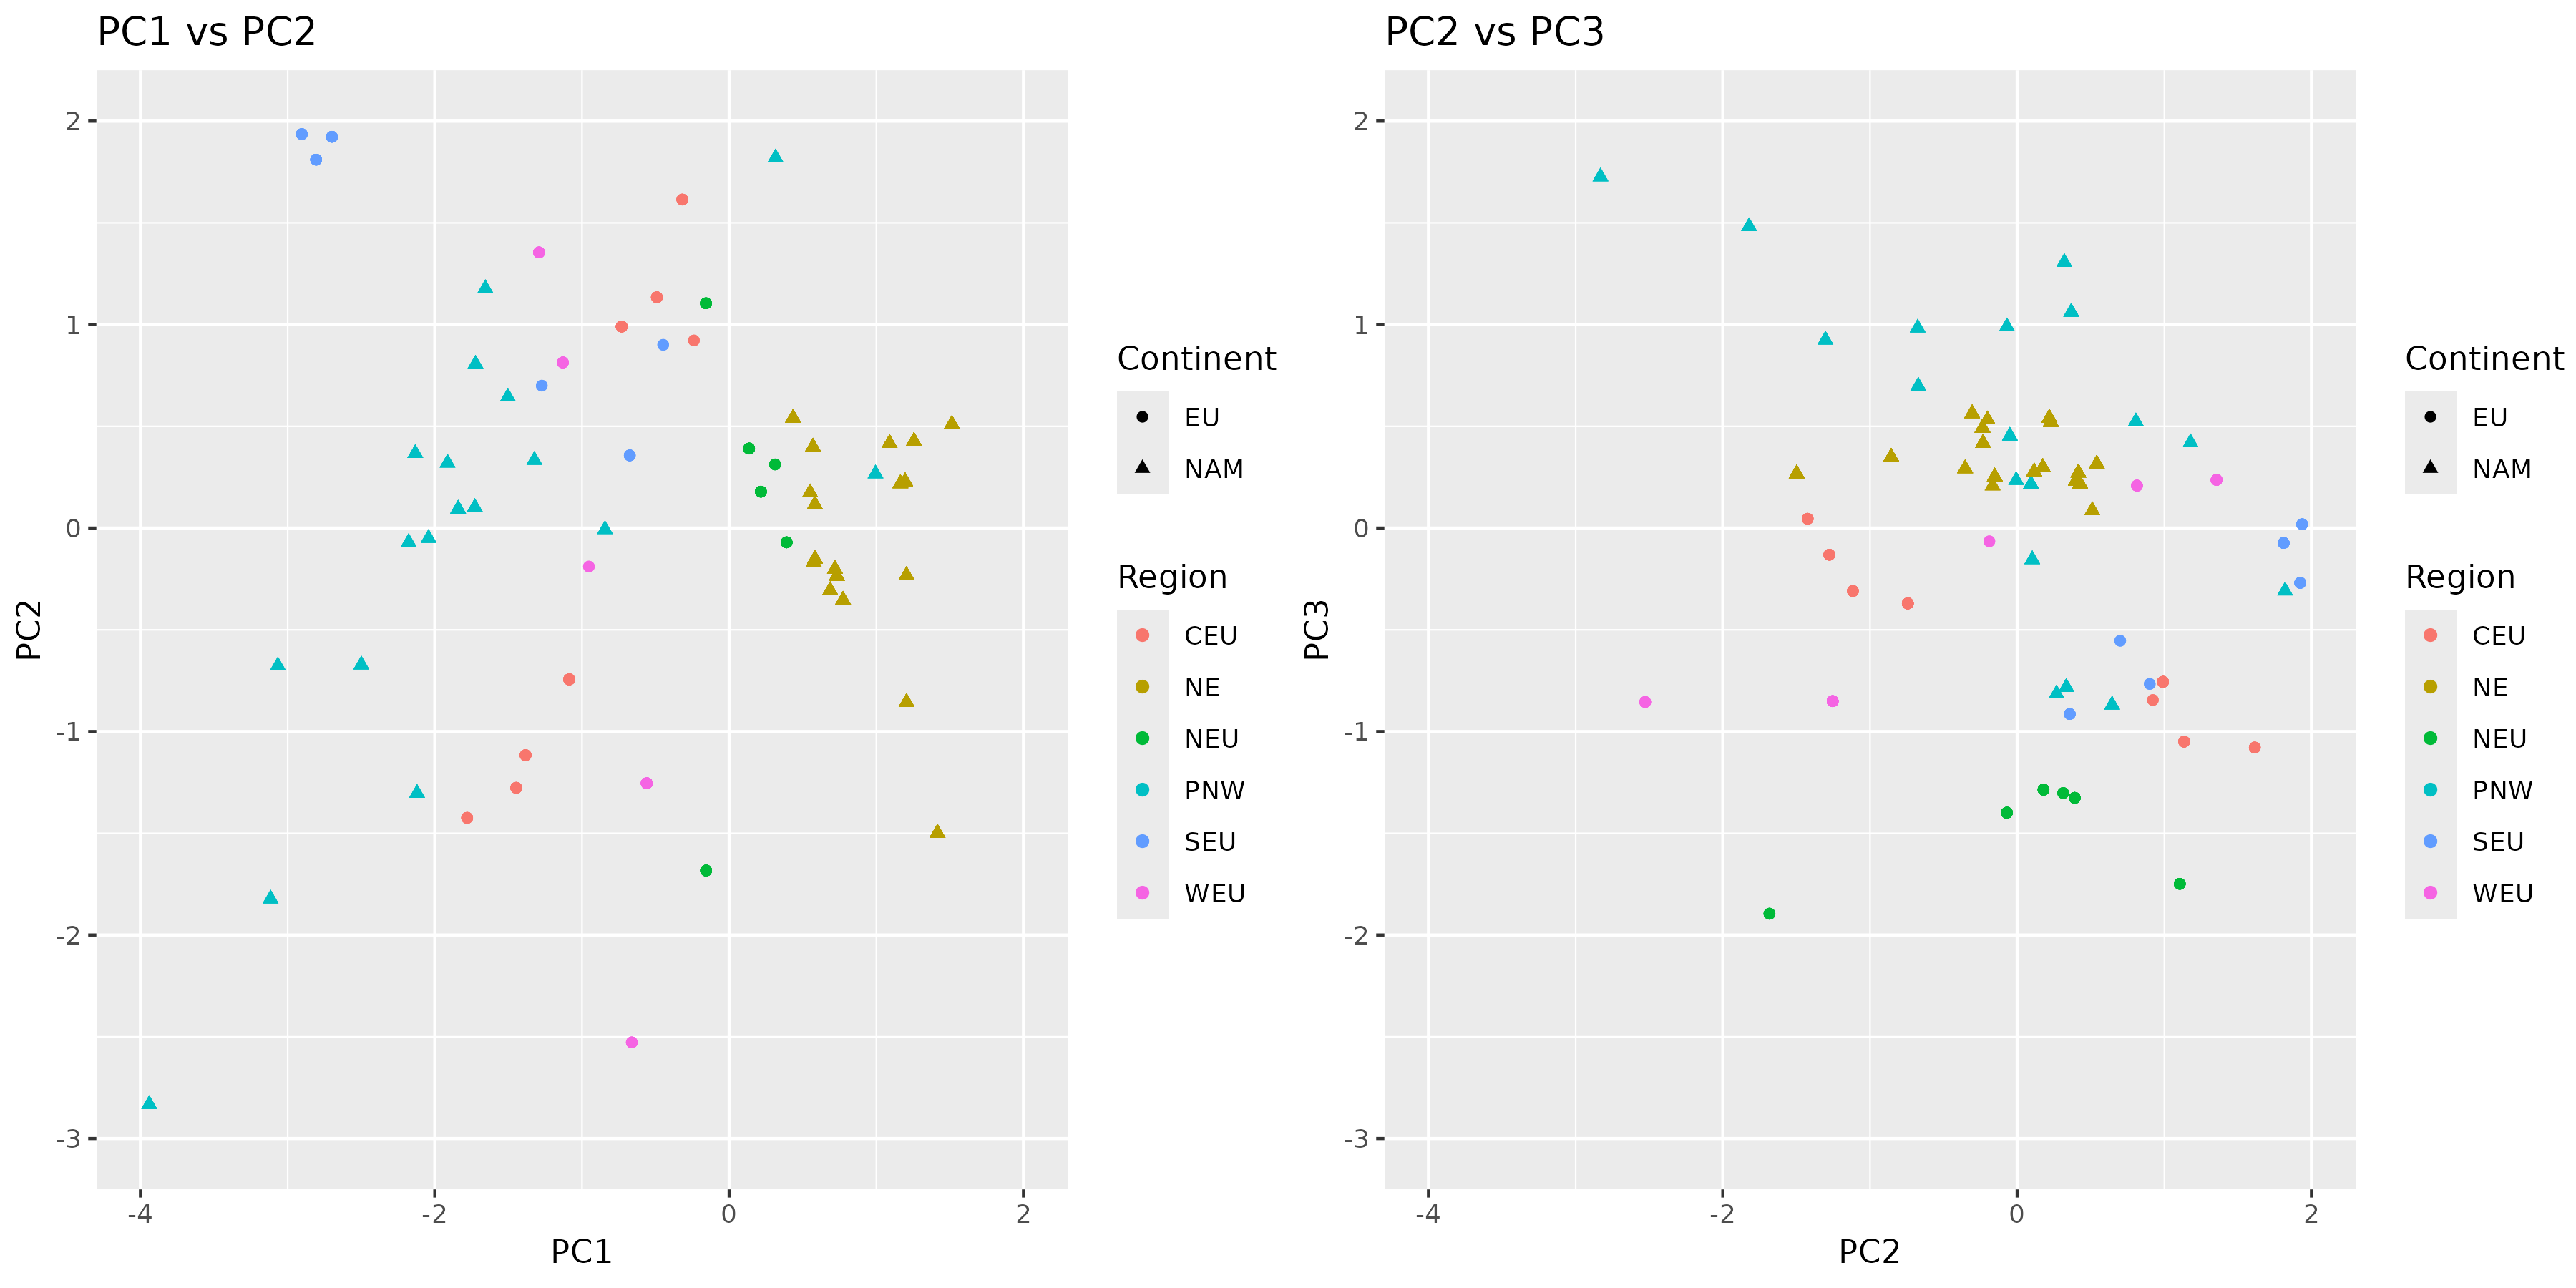 PC1 vs PC2
2
1
0
-1
-2
-3
PC2
-4
-2
0
2
PC1
Continent
EU
NAM
Region
CEU
NE
NEU
PNW
SEU
WEU
PC2 vs PC3
2
1
0
-1
-2
-3
PC3
-4
-2
0
2
PC2
Continent
EU
NAM
Region
CEU
NE
NEU
PNW
SEU
WEU